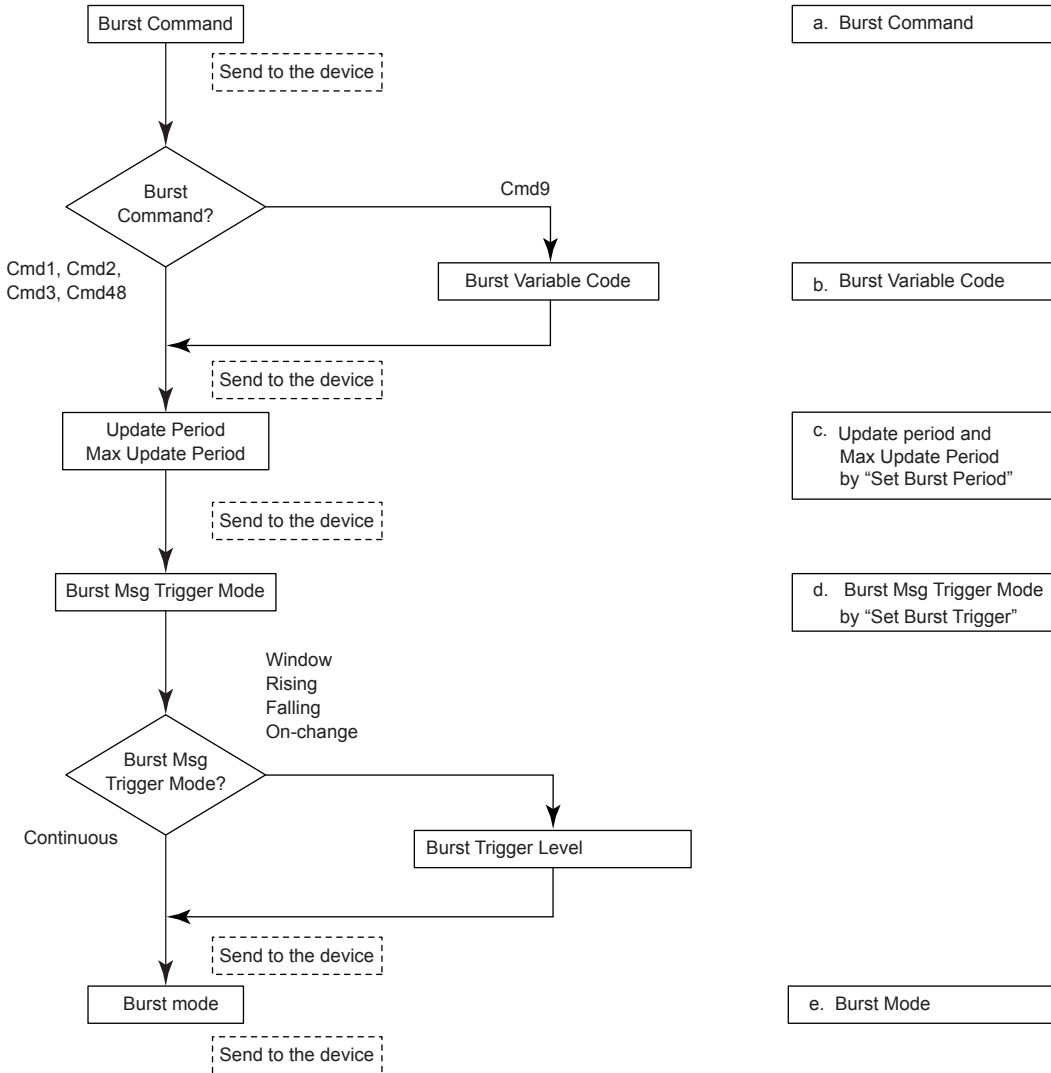 Burst Command
a. Burst Command
Send to the device
Burst
Command?
Cmd9
Cmd1, Cmd2,
Cmd3, Cmd48
Burst Variable Code
b. Burst Variable Code
Send to the device
Update Period
Max Update Period
c. Update period and
Max Update Period
by “Set Burst Period”
Send to the device
Burst Msg Trigger Mode
d. Burst Msg Trigger Mode
by “Set Burst Trigger”
Window
Rising
Falling
On-change
Burst Msg
Trigger Mode?
Continuous
Burst Trigger Level
Send to the device
Burst mode
e. Burst Mode
Send to the device